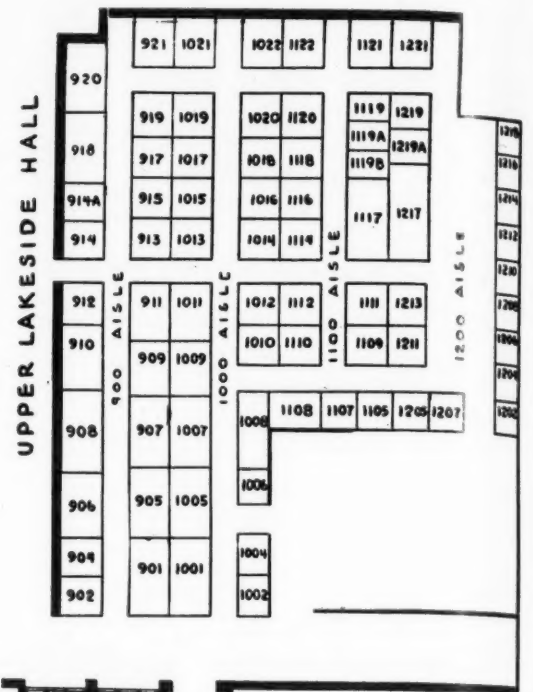 UPPER LAKESIDE HALL
921 1021 1022 1122 1121 1221
920
919 1019 1020 1120 1119 1219
918 917 1017 1018 1118 1119A 1219A
1119B
914A 915 1015 1016 1116 1117 1217
914 913 1013 1014 1114
1218
1216
1214
1212
1210
1208
1206
1204
1202
900 AISLE
1000 AISLE
1100 AISLE
1200 AISLE
912 911 1011 1012 1112 1111 1213
910 909 1009 1010 1110 1109 1211
908 907 1007 1008 1108 1107 1105 1205 1207
906 905 1005 1006
904 901 1001 1004
902 1002